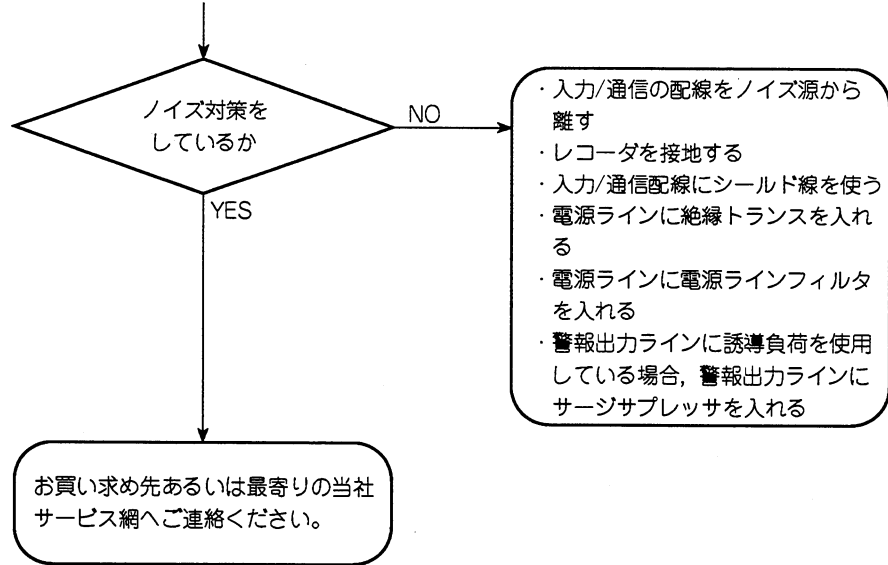 ノイズ対策を
しているか
NO
YES
・入力/通信の配線をノイズ源から
離す
・レコーダを接地する
・入力/通信配線にシールド線を使う
・電源ラインに絶縁トランスを入れ
る
・電源ラインに電源ラインフィルタ
を入れる
・警報出力ラインに誘導負荷を使用
している場合，警報出力ラインに
サージサプレッサを入れる
お買い求め先あるいは最寄りの当社
サービス網へご連絡ください。